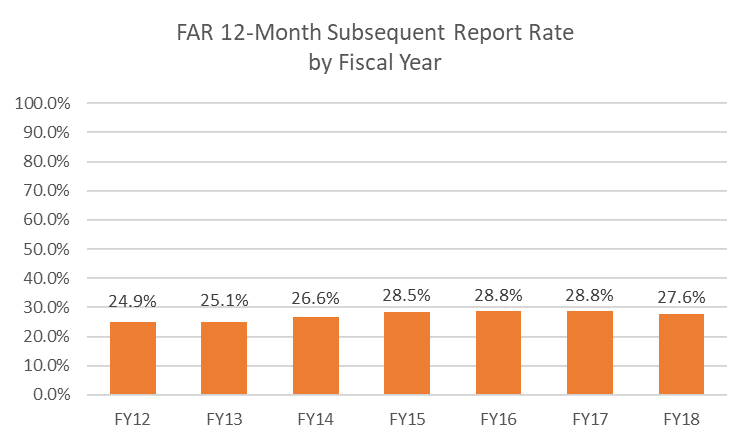 FAR 12-Month Subsequent Report Rate
by Fiscal Year
100.0%
90.0%
80.0%
70.0%
60.0%
50.0%
40.0%
30.0%
20.0%
10.0%
0.0%
24.9%
25.1%
26.6%
28.5%
28.8%
28.8%
27.6%
FY12
FY13
FY14
FY15
FY16
FY17
FY18